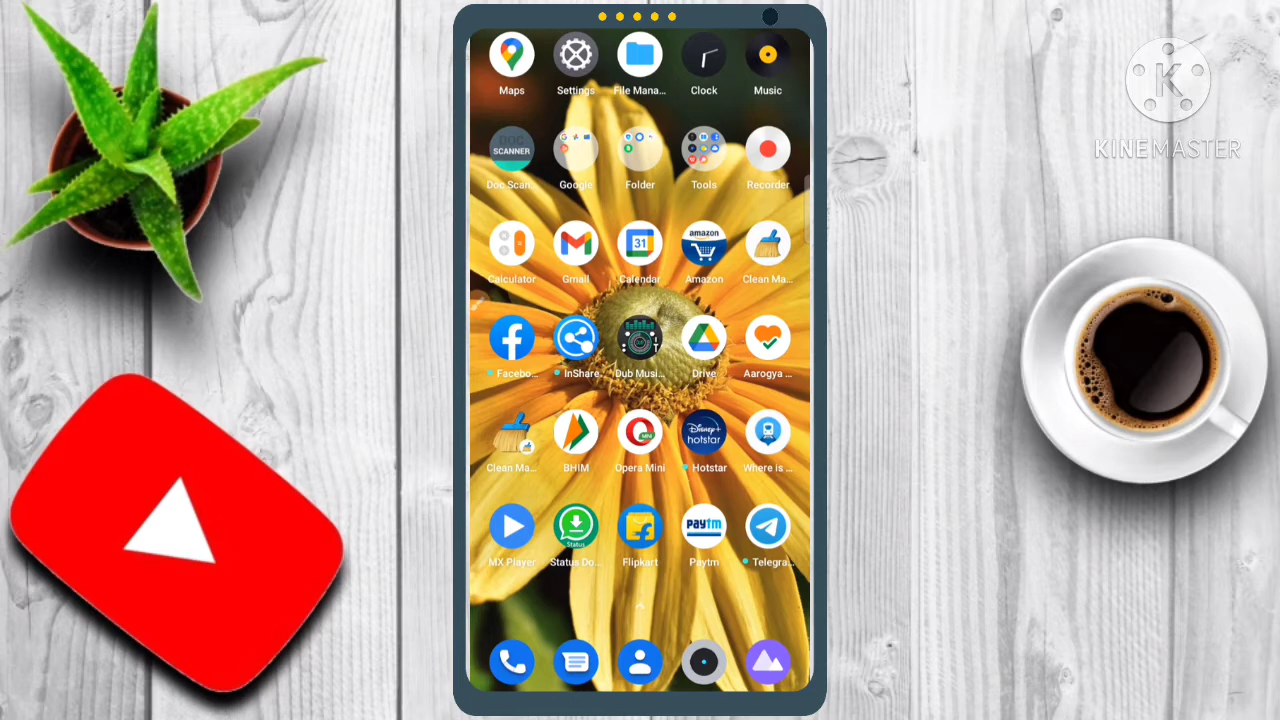 Maps Settings File Mana... Clock Music
KINEMASTER
DOC
SCANNER
Doc Scan... Google Folder Tools Recorder
31
amazon
Calculator Gmail Calendar Amazon Clean Ma...
Facebo... InShare Dub Musi... Drive Aarogya ...
MINI
Disney+
hotstar
Clean Ma... BHIM Opera Mini Hotstar Where is ...
Status
paytm
MX Player Status Do... Flipkart Paytm Telegra...